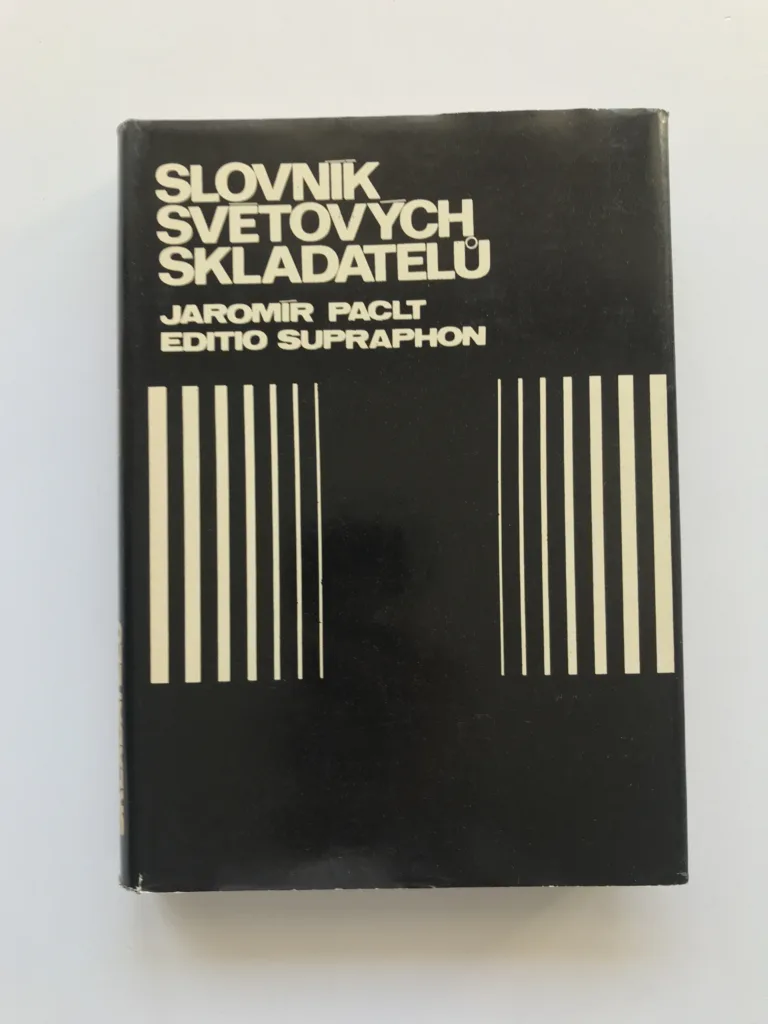 SLOVNÍK
SVĚTOVÝCH
SKLADATELŮ
JAROMÍR PACLT
EDITIO SUPRAPHON